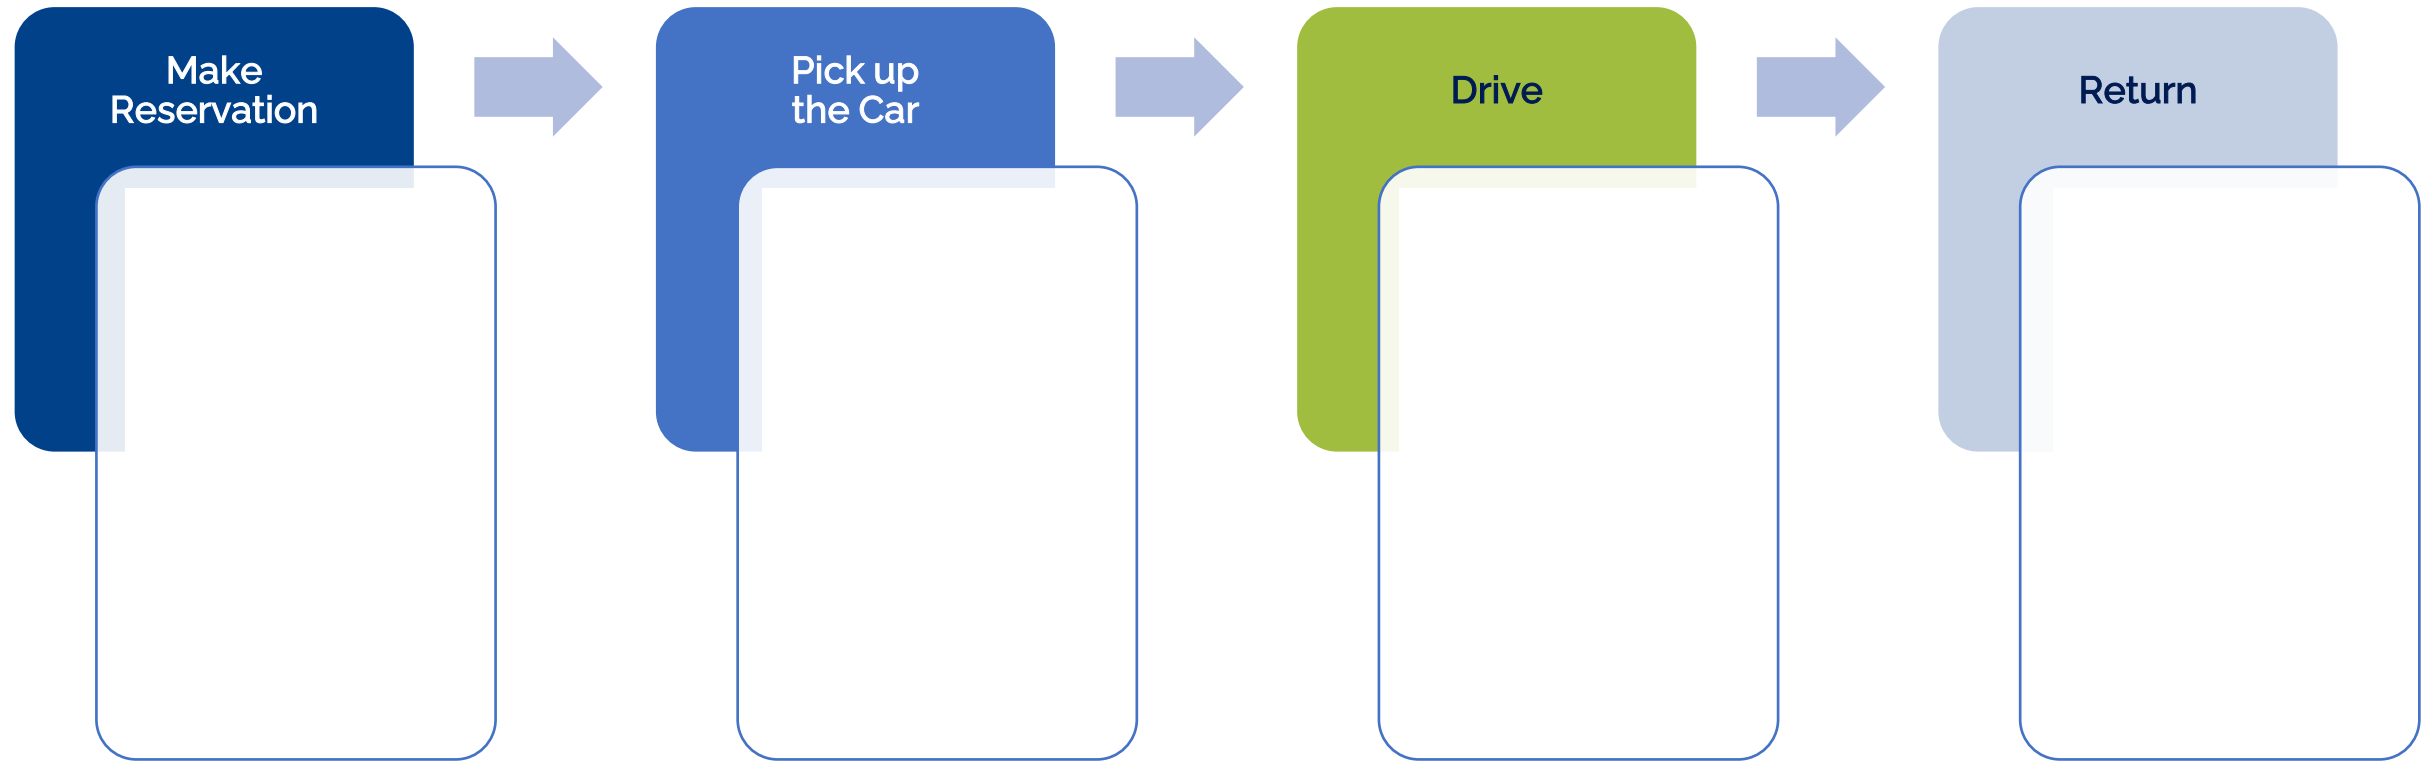 Make
Reservation
Pick up
the Car
Drive
Return